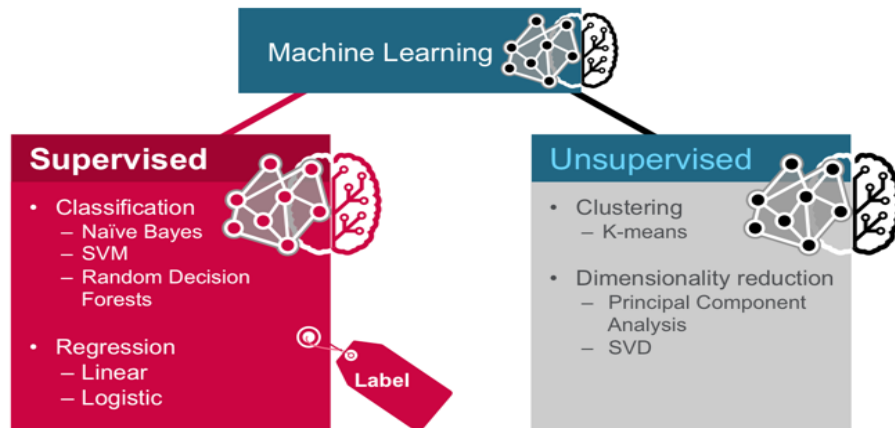 Machine Learning
Supervised
• Classification
– Naïve Bayes
– SVM
– Random Decision
Forests
• Regression
– Linear
– Logistic
Label
Unsupervised
• Clustering
– K-means
• Dimensionality reduction
– Principal Component
Analysis
– SVD